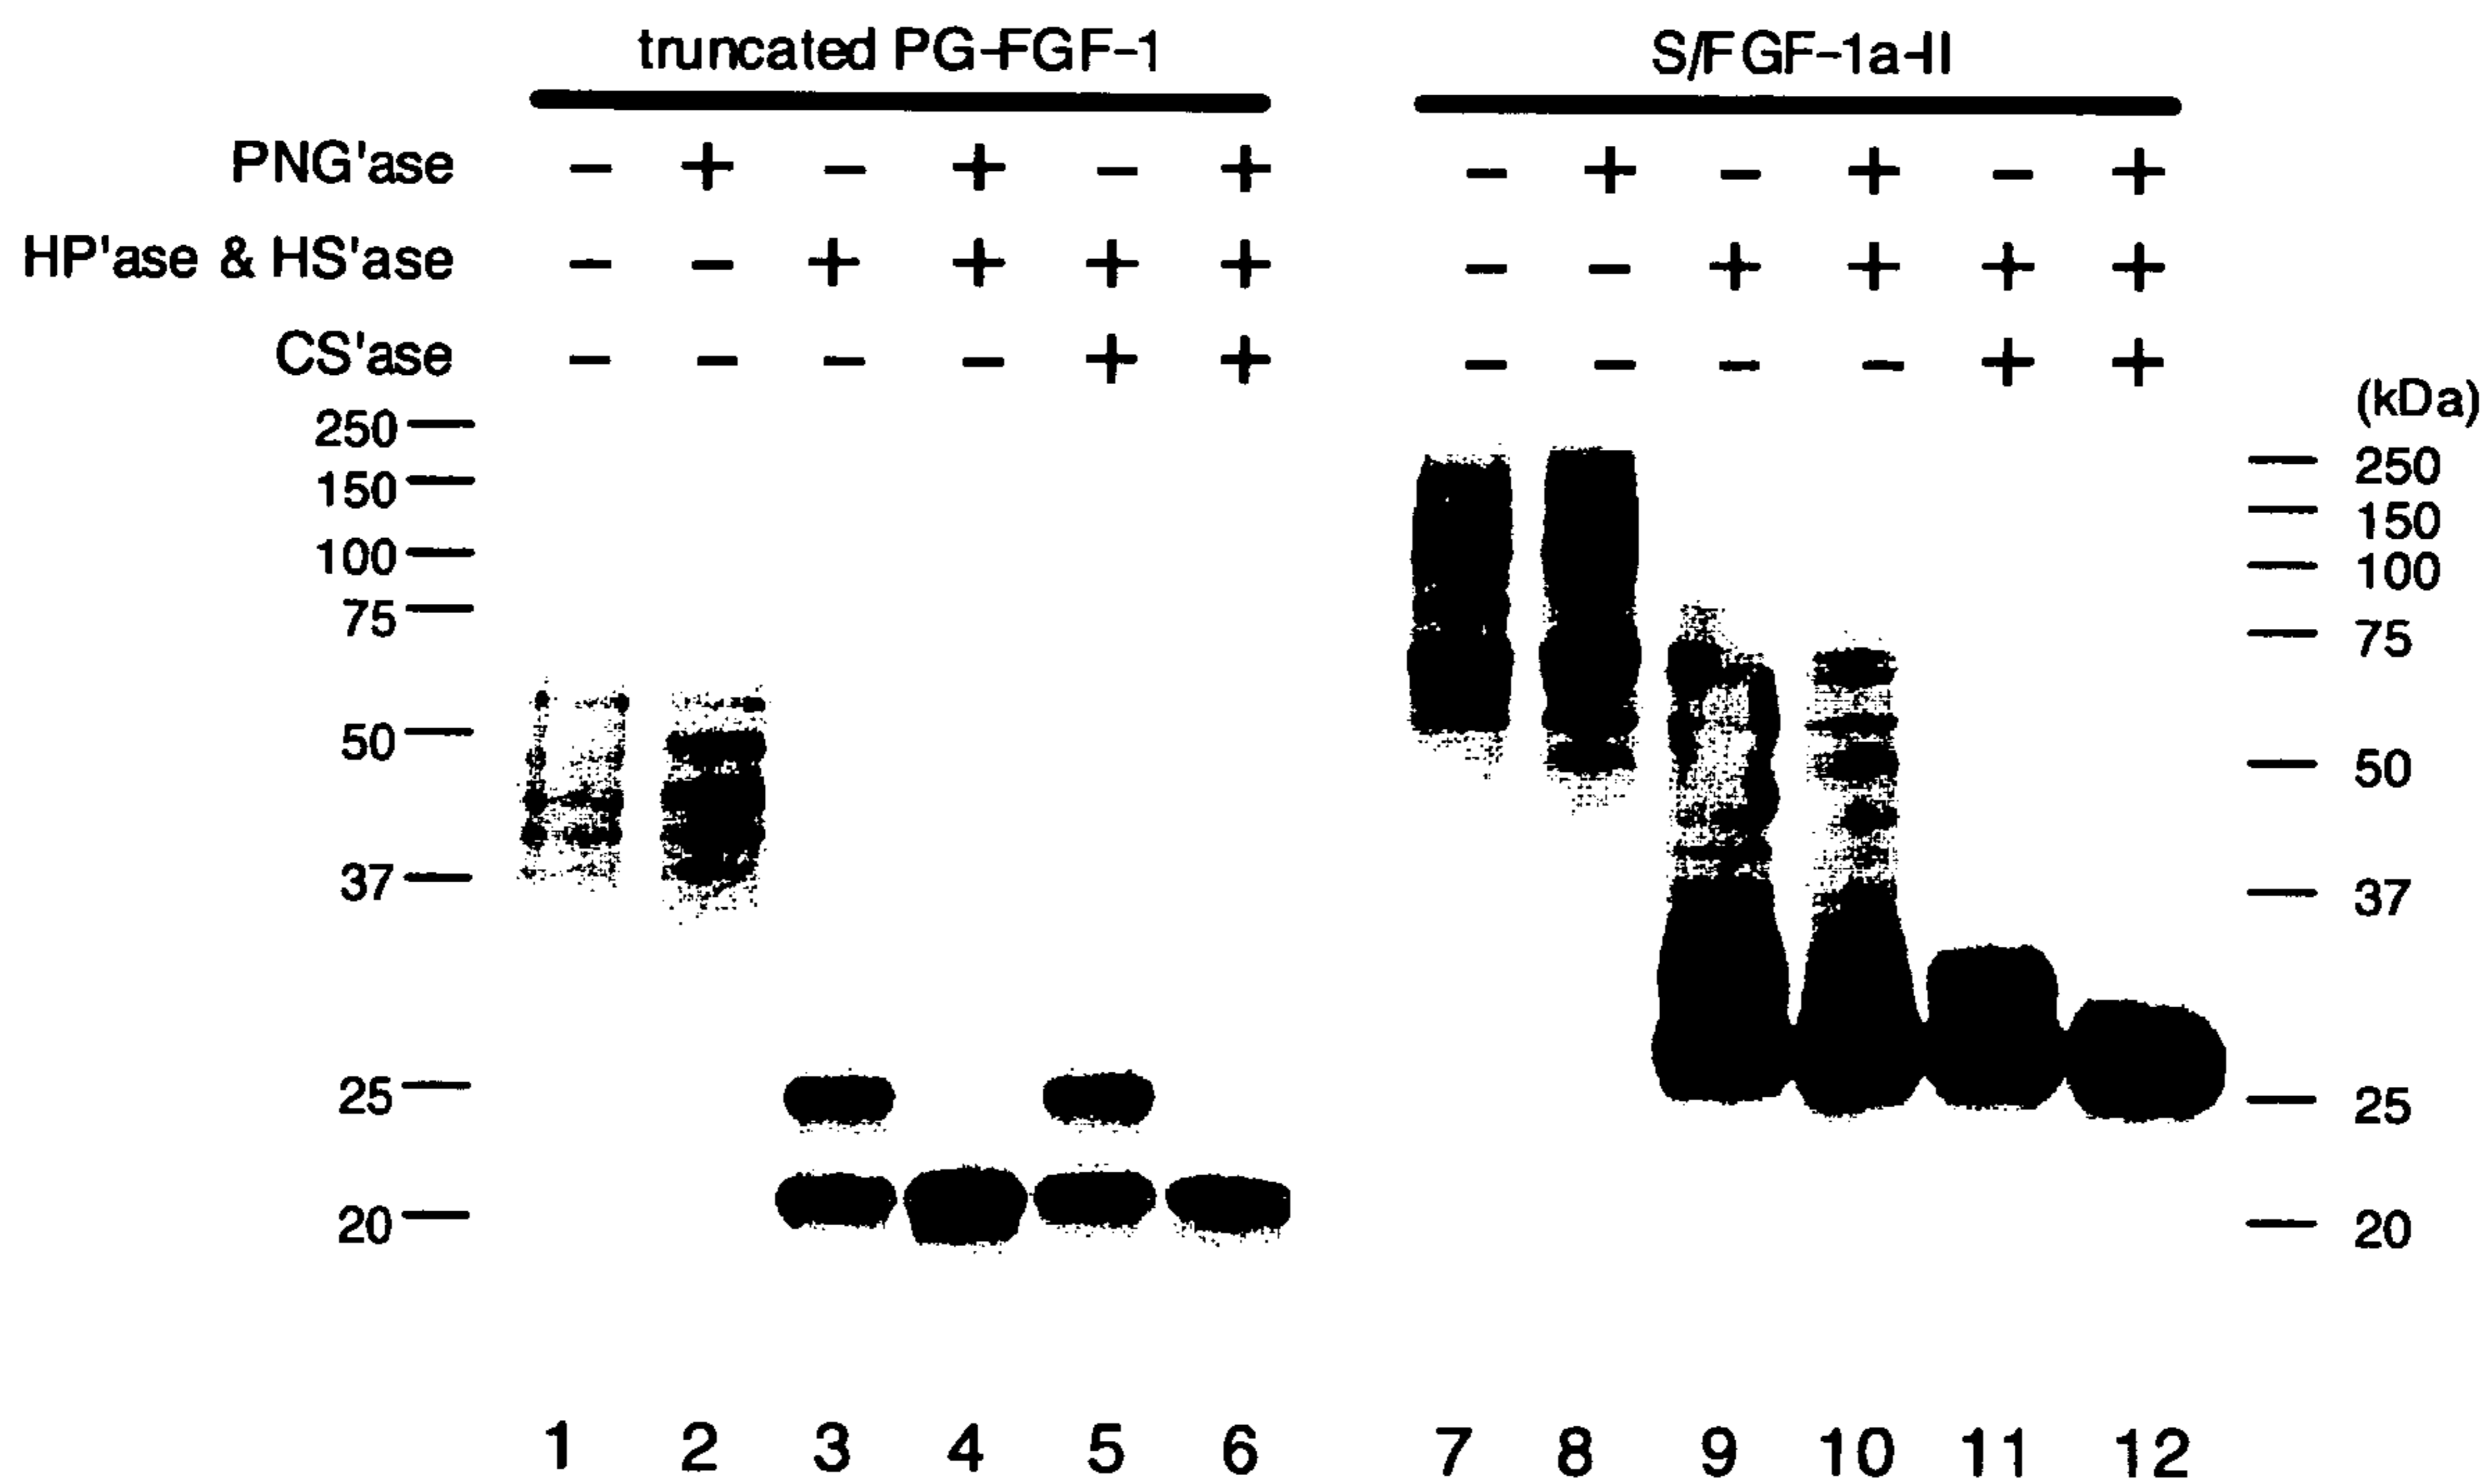 truncated PG-FGF-1 S/FGF-1a-II
PNG'ase − + − + − + − + − + − +
HP'ase & HS'ase − − + + + + − − + + + +
CS'ase − − − − + + − − − − + +
(kDa)
250 250
150 150
100 100
75 75
50 50
37 37
25 25
20 20
1 2 3 4 5 6 7 8 9 10 11 12